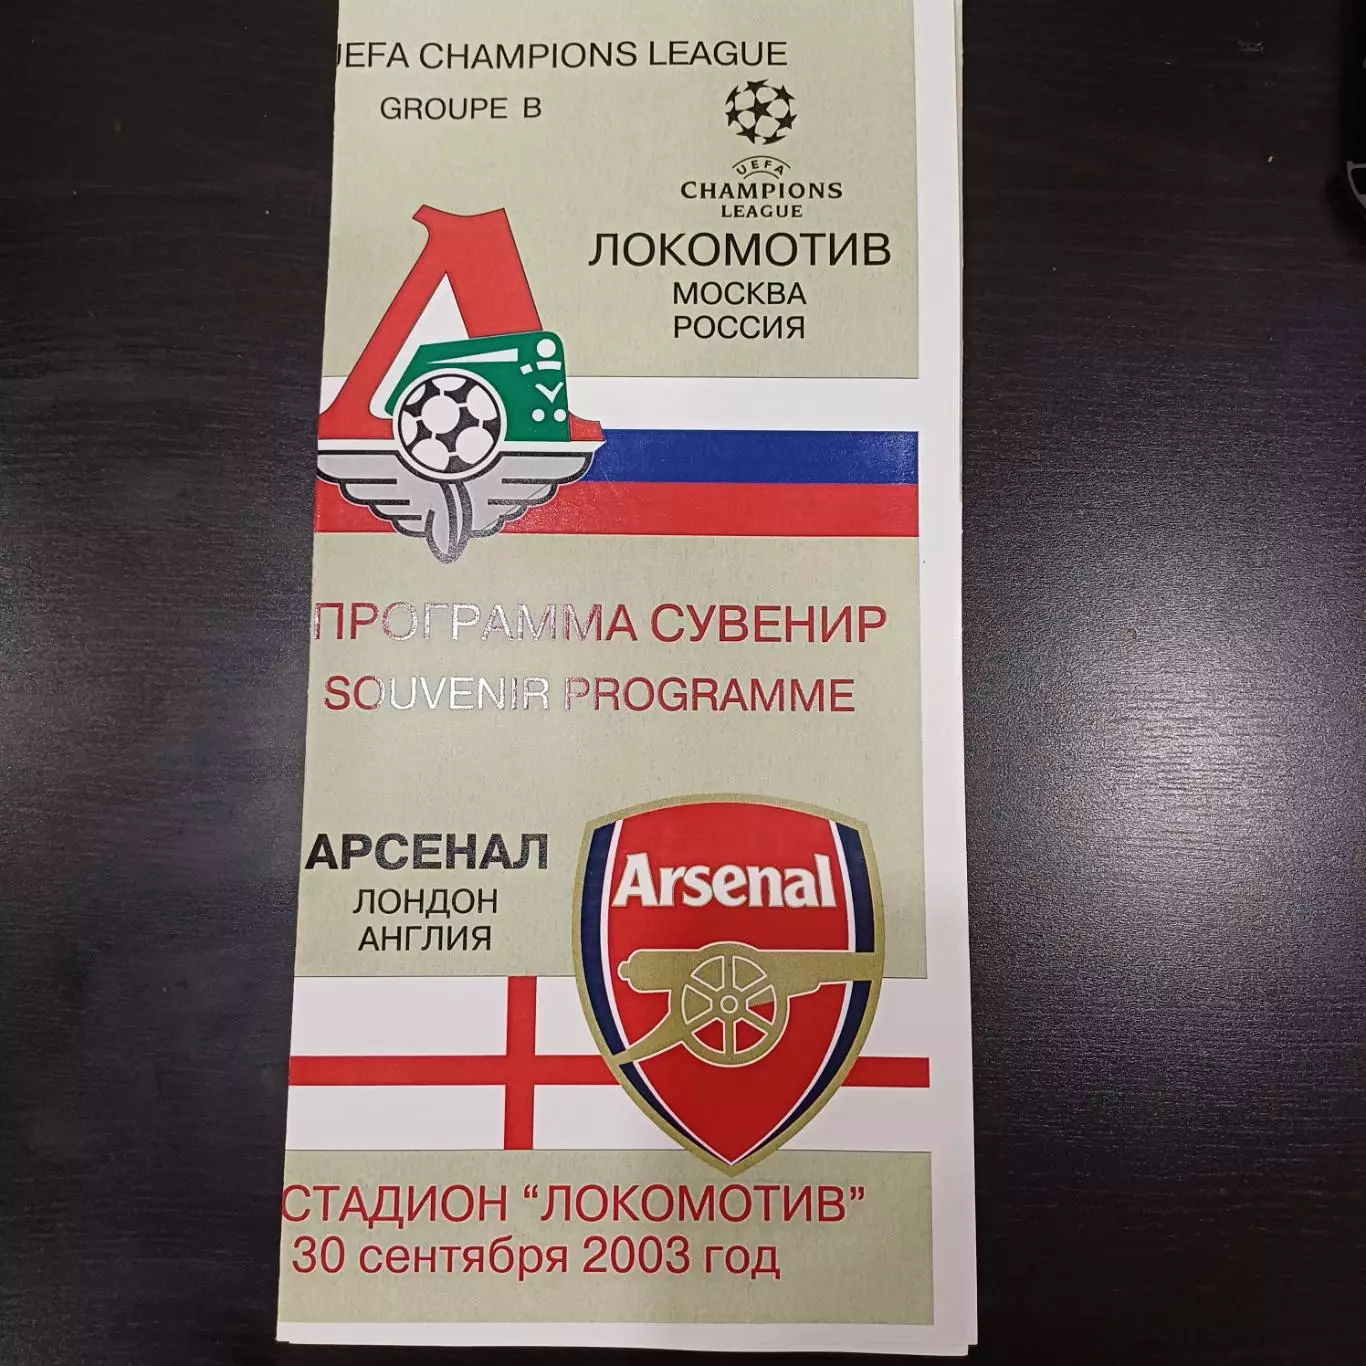 UEFA CHAMPIONS LEAGUE
GROUPE B
UEFA
CHAMPIONS
LEAGUE
ЛОКОМОТИВ
МОСКВА
РОССИЯ
ПРОГРАММА СУВЕНИР
SOUVENIR PROGRAMME
АРСЕНАЛ
ЛОНДОН
АНГЛИЯ
Arsenal
СТАДИОН “ЛОКОМОТИВ”
30 сентября 2003 год